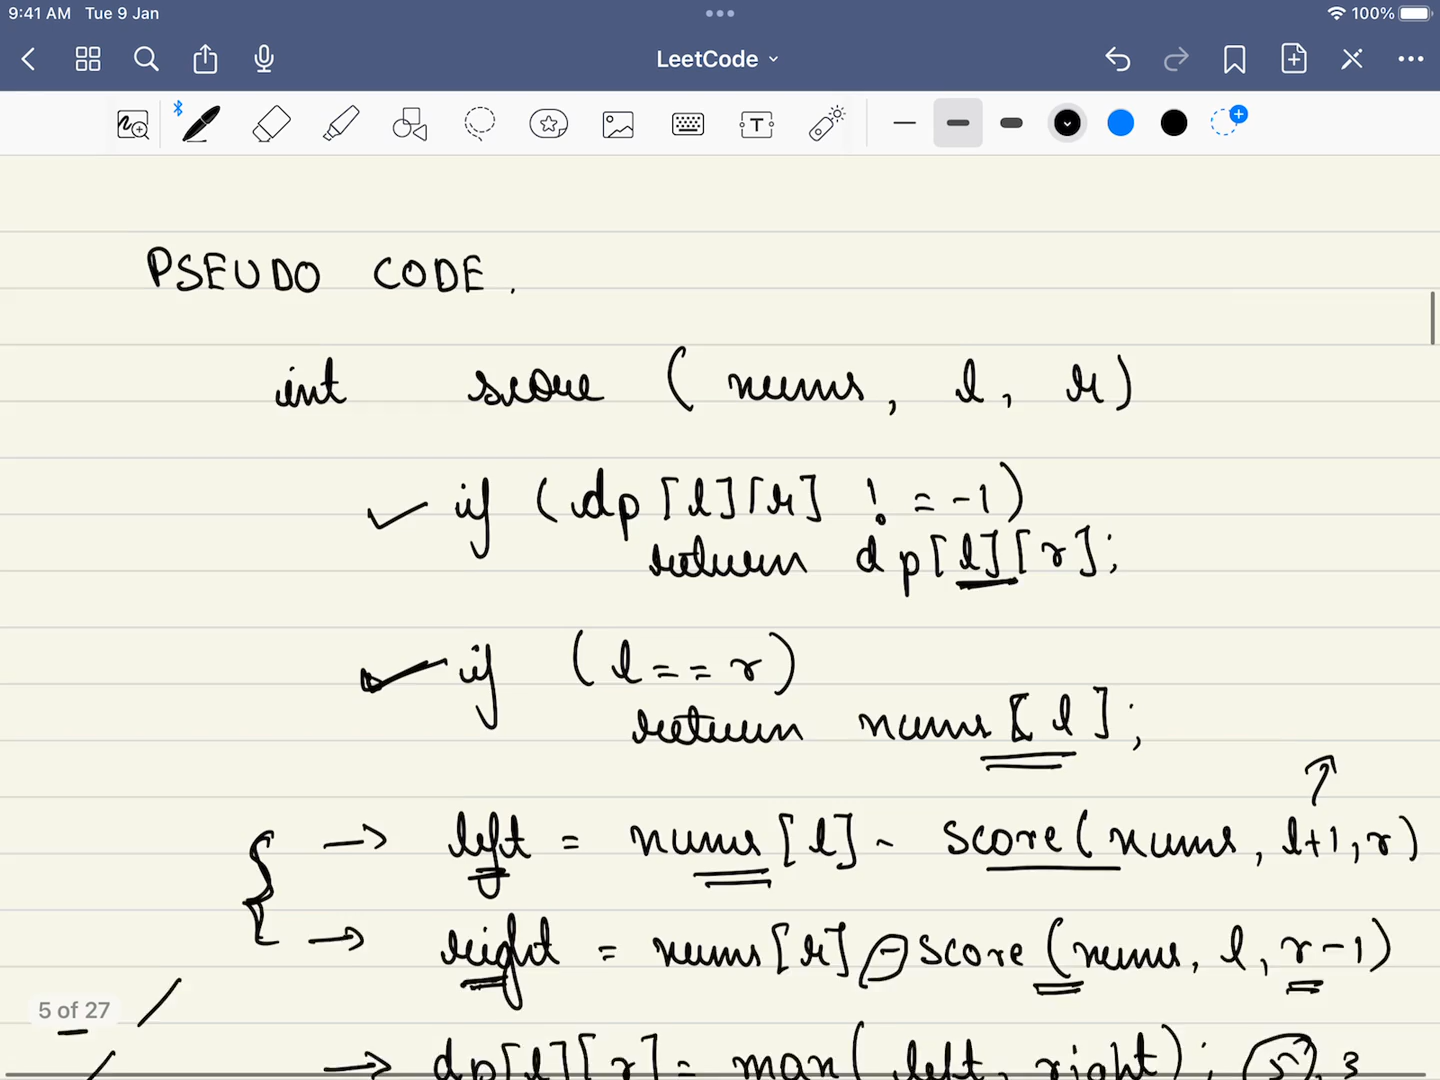 9:41 AM Tue 9 Jan 100%
LeetCode
T
PSEUDO CODE.
int score (nums, l, r)
if (dp[l][r] != -1)
return dp[l][r];
if (l == r)
return nums[l];
left = nums[l] - score(nums, l+1, r)
right = nums[r] - score(nums, l, r-1)
5 of 27
dp[l][r] = max(left, right);